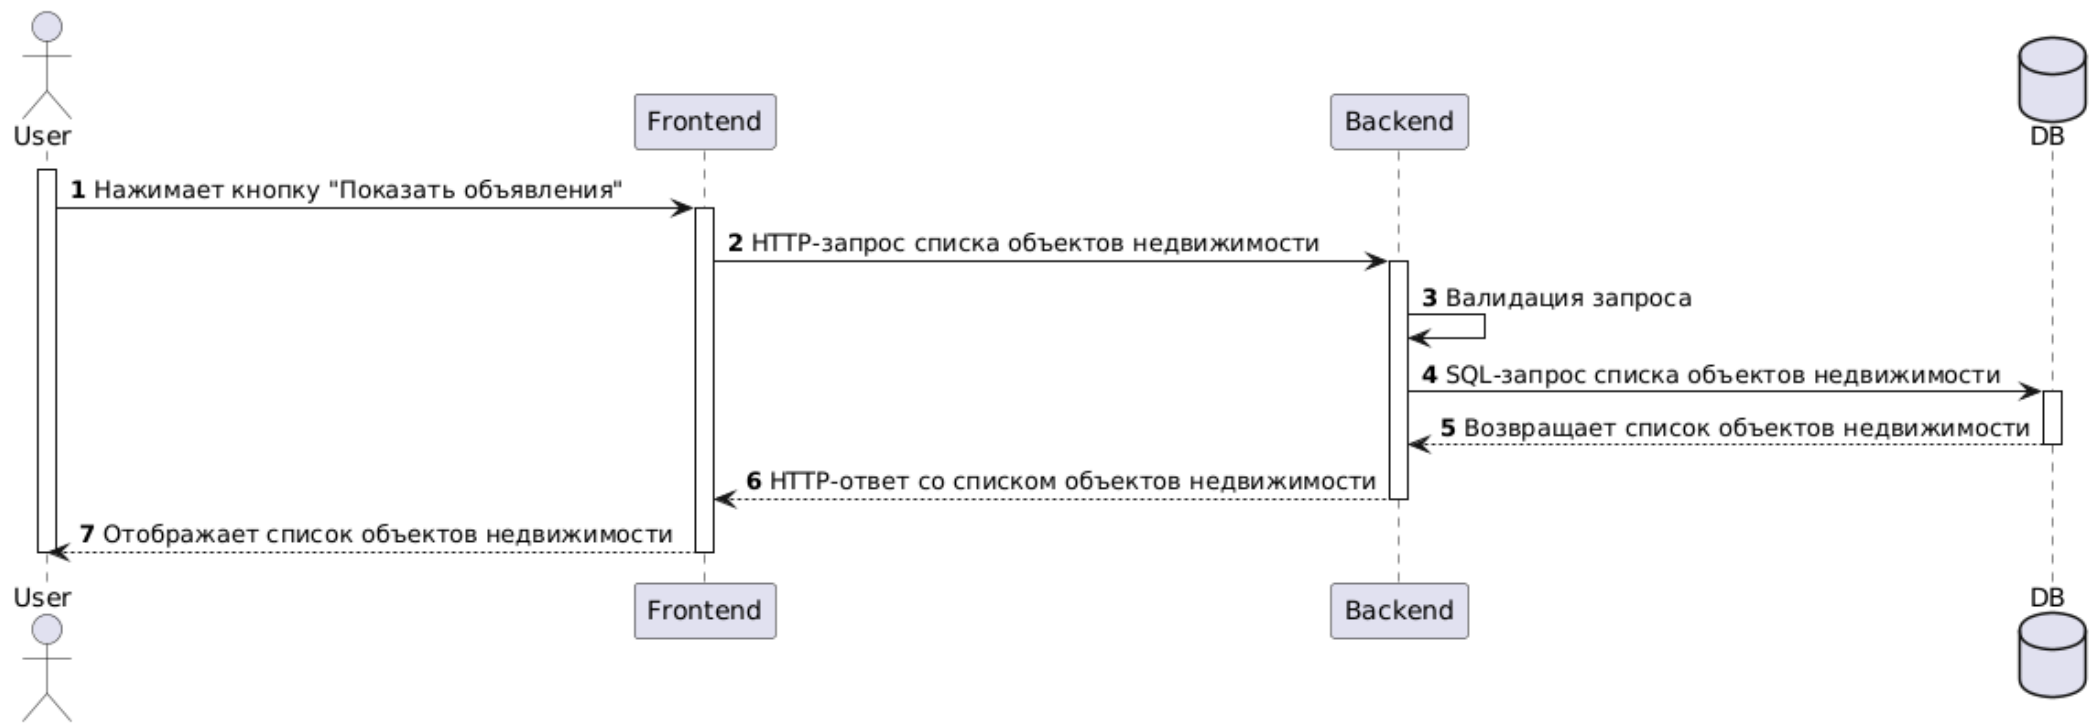 User
Frontend
Backend
DB
1 Нажимает кнопку "Показать объявления"
2 HTTP-запрос списка объектов недвижимости
3 Валидация запроса
4 SQL-запрос списка объектов недвижимости
5 Возвращает список объектов недвижимости
6 HTTP-ответ со списком объектов недвижимости
7 Отображает список объектов недвижимости
User
Frontend
Backend
DB